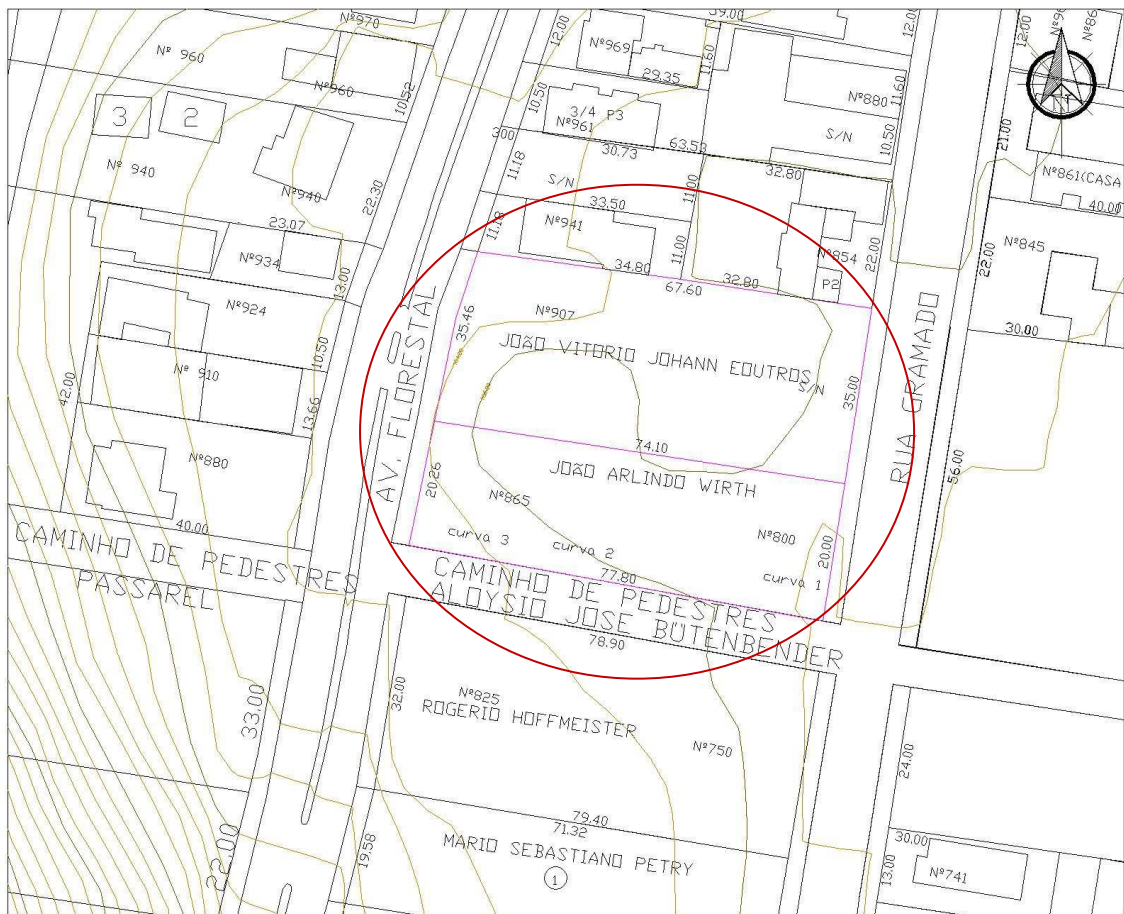 Nº970
39.00
12.00
Nº 960
12.00
Nº969
11.60
12.00
29.35
Nº960
10.52
10.50
3/4 P3
Nº961
Nº880
11.60
3
2
S/N
10.50
21.00
300
30.73
63.53
Nº 940
11.18
S/N
32.80
Nº861(CASA
Nº940
22.30
11.00
33.50
40.00
23.07
11.18
Nº941
Nº845
Nº934
11.00
Nº854
22.00
22.00
13.00
34.80
67.60
32.80
P2
Nº924
AV. FLORESTAL
35.46
Nº907
RUA GRAMADO
30.00
JOÃO VITORIO JOHANN EOUTROS
10.50
Nº 910
S/N
35.00
42.00
13.66
74.10
Nº880
JOÃO ARLINDO WIRTH
56.00
20.26
Nº865
40.00
curva 3
curva 2
Nº800
20.00
CAMINHO DE PEDESTRES
PASSAREL
77.80
curva 1
CAMINHO DE PEDESTRES
ALOYSIO JOSE BÜTENBENDER
78.90
33.00
32.00
Nº825
ROGERIO HOFFMEISTER
Nº750
24.00
79.40
71.32
22.00
19.58
MARIO SEBASTIANO PETRY
1
30.00
13.00
Nº741